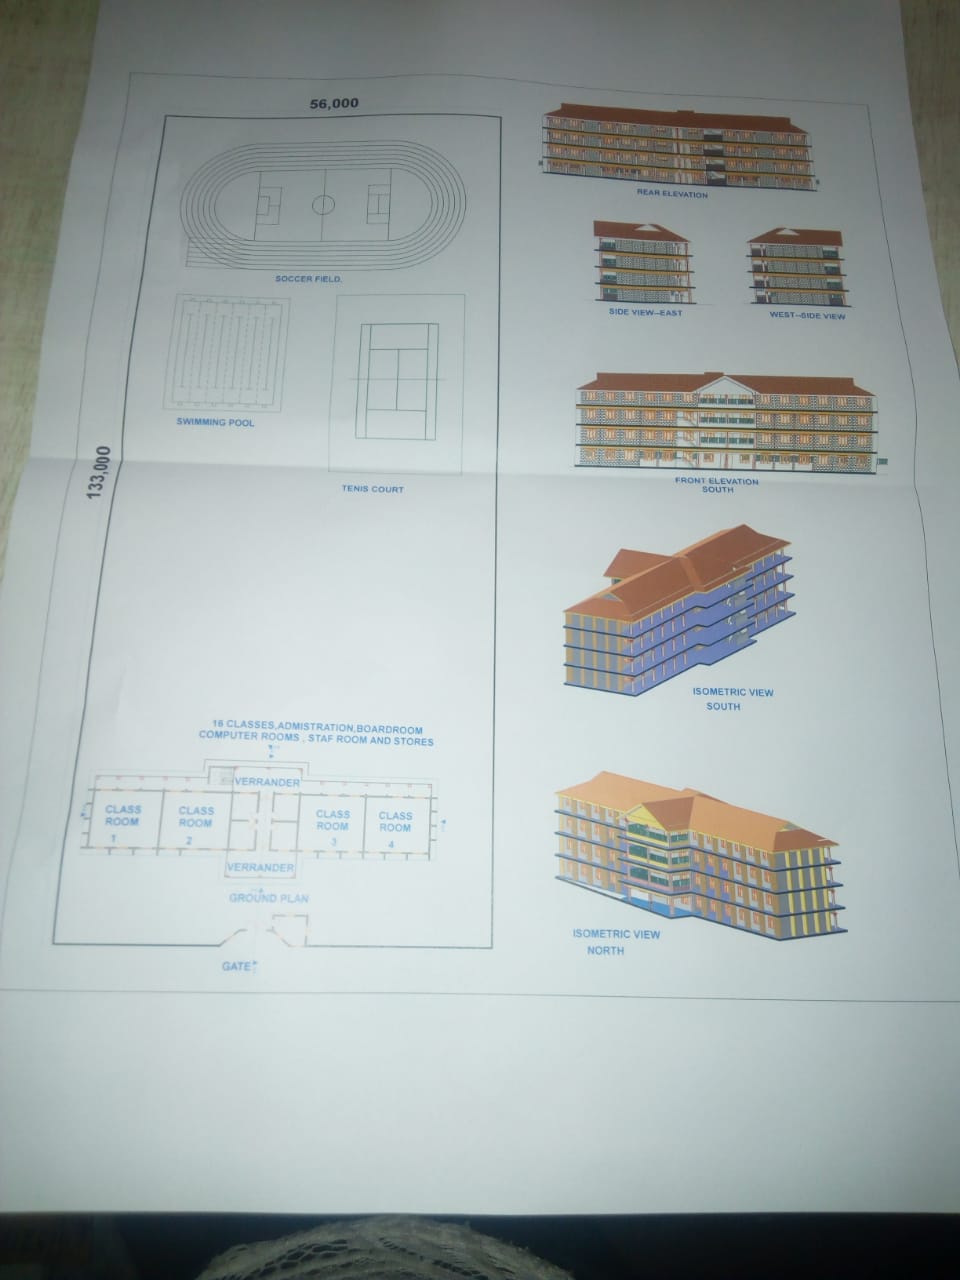 56,000
133,000
SOCCER FIELD.
SWIMMING POOL
TENIS COURT
16 CLASSES,ADMISTRATION,BOARDROOM
COMPUTER ROOMS , STAF ROOM AND STORES
VERRANDER
CLASS
ROOM
1
CLASS
ROOM
2
CLASS
ROOM
3
CLASS
ROOM
4
VERRANDER
GROUND PLAN
GATE
REAR ELEVATION
SIDE VIEW--EAST
WEST--SIDE VIEW
FRONT ELEVATION
SOUTH
ISOMETRIC VIEW
SOUTH
ISOMETRIC VIEW
NORTH